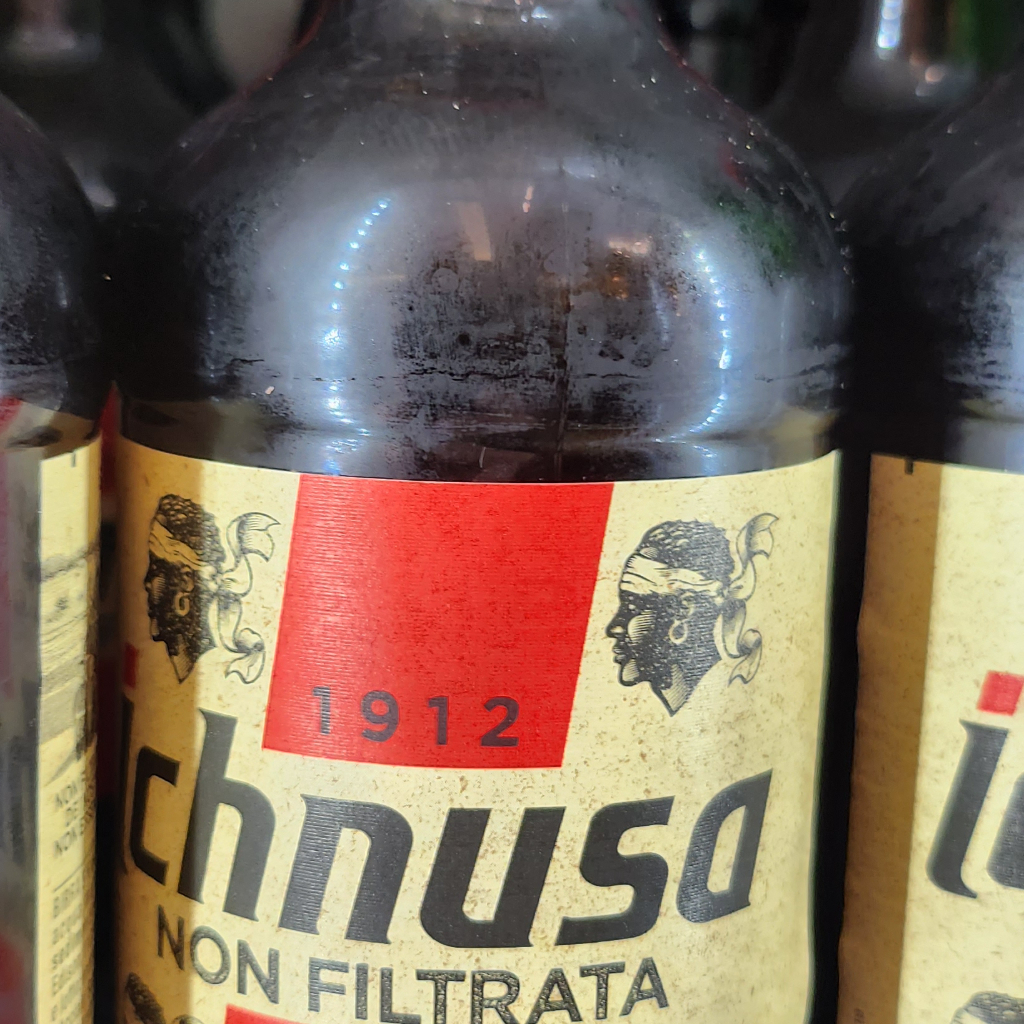 1912
ichnusa
NON FILTRATA